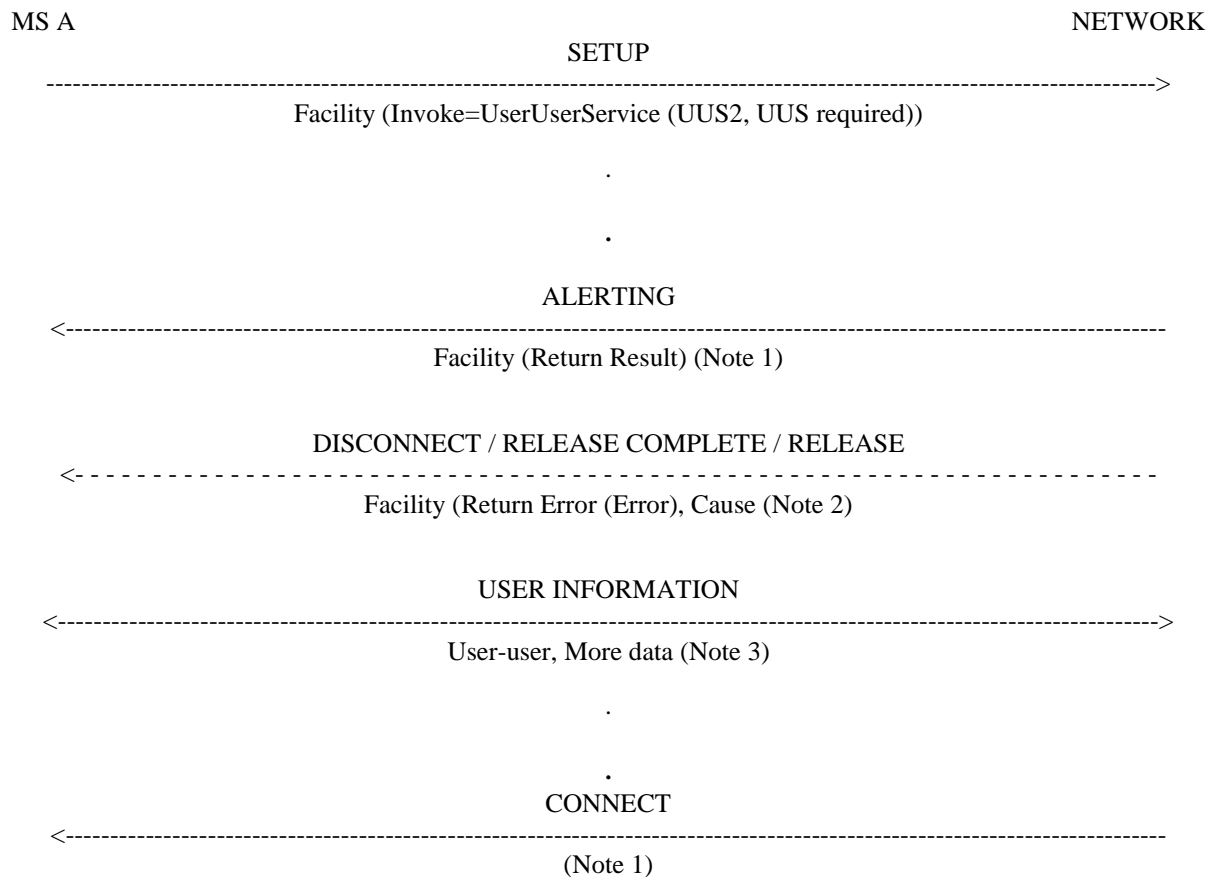 MS A NETWORK
SETUP
------------------------------------------------------------------------------------------------------------------------>
Facility (Invoke=UserUserService (UUS2, UUS required))
.
.
ALERTING
<------------------------------------------------------------------------------------------------------------------------
Facility (Return Result) (Note 1)
DISCONNECT / RELEASE COMPLETE / RELEASE
<- - - - - - - - - - - - - - - - - - - - - - - - - - - - - - - - - - - - - - - - - - - - - - - - - - - - - - - - - - - -
Facility (Return Error (Error), Cause (Note 2)
USER INFORMATION
<------------------------------------------------------------------------------------------------------------------------>
User-user, More data (Note 3)
.
.
CONNECT
<------------------------------------------------------------------------------------------------------------------------
(Note 1)